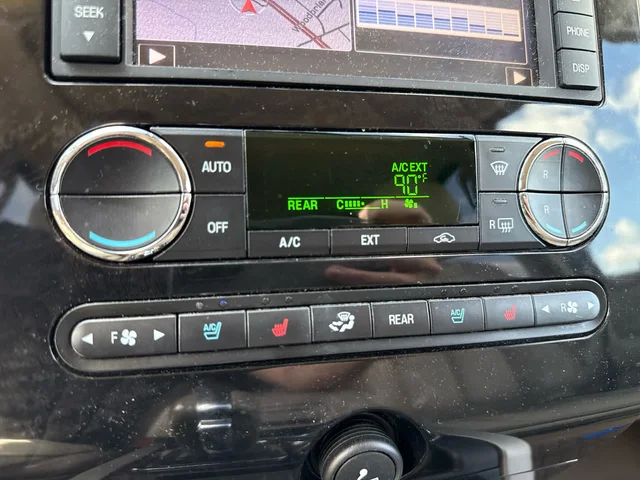 SEEK
PHONE
DISP
AUTO
OFF
A/C EXT
90°F
REAR C H
A/C
EXT
R
R
R
F
A/C
REAR
A/C
R